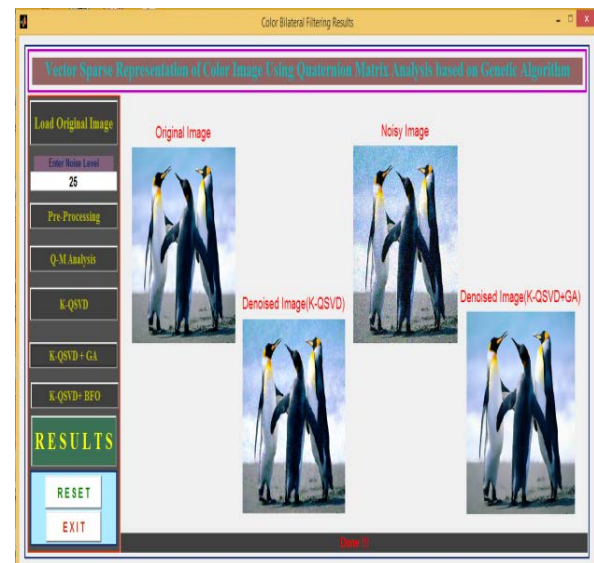 Color Bilateral Filtering Results
Vector Sparse Representation of Color Image Using Quaternion Matrix Analysis based on Genetic Algorithm
Load Original Image
Enter Noise Level
25
Pre-Processing
Q-M Analysis
K-QSVD
K-QSVD + GA
K-QSVD+ BFO
RESULTS
RESET
EXIT
Original Image
Noisy Image
Denoised Image(K-QSVD)
Denoised Image(K-QSVD+GA)
Done !!!